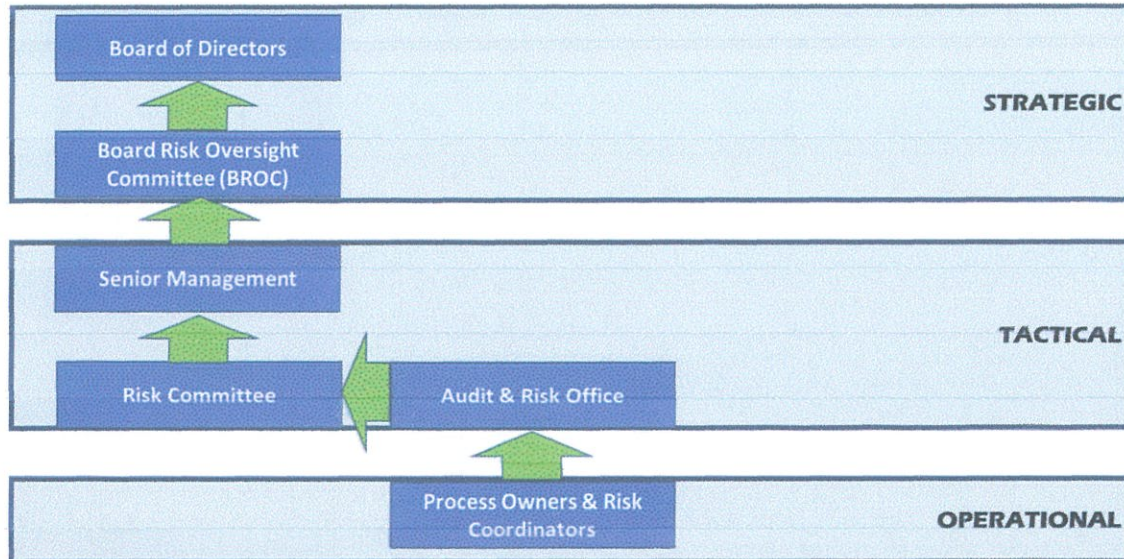 Board of Directors
STRATEGIC
Board Risk Oversight
Committee (BROC)
Senior Management
TACTICAL
Risk Committee
Audit & Risk Office
Process Owners & Risk
Coordinators
OPERATIONAL